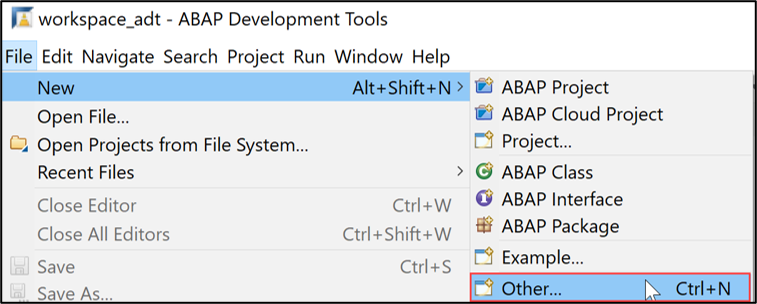 workspace_adt - ABAP Development Tools
File Edit Navigate Search Project Run Window Help
New Alt+Shift+N
Open File...
Open Projects from File System...
Recent Files
Close Editor Ctrl+W
Close All Editors Ctrl+Shift+W
Save Ctrl+S
Save As...
ABAP Project
ABAP Cloud Project
Project...
ABAP Class
ABAP Interface
ABAP Package
Example...
Other... Ctrl+N